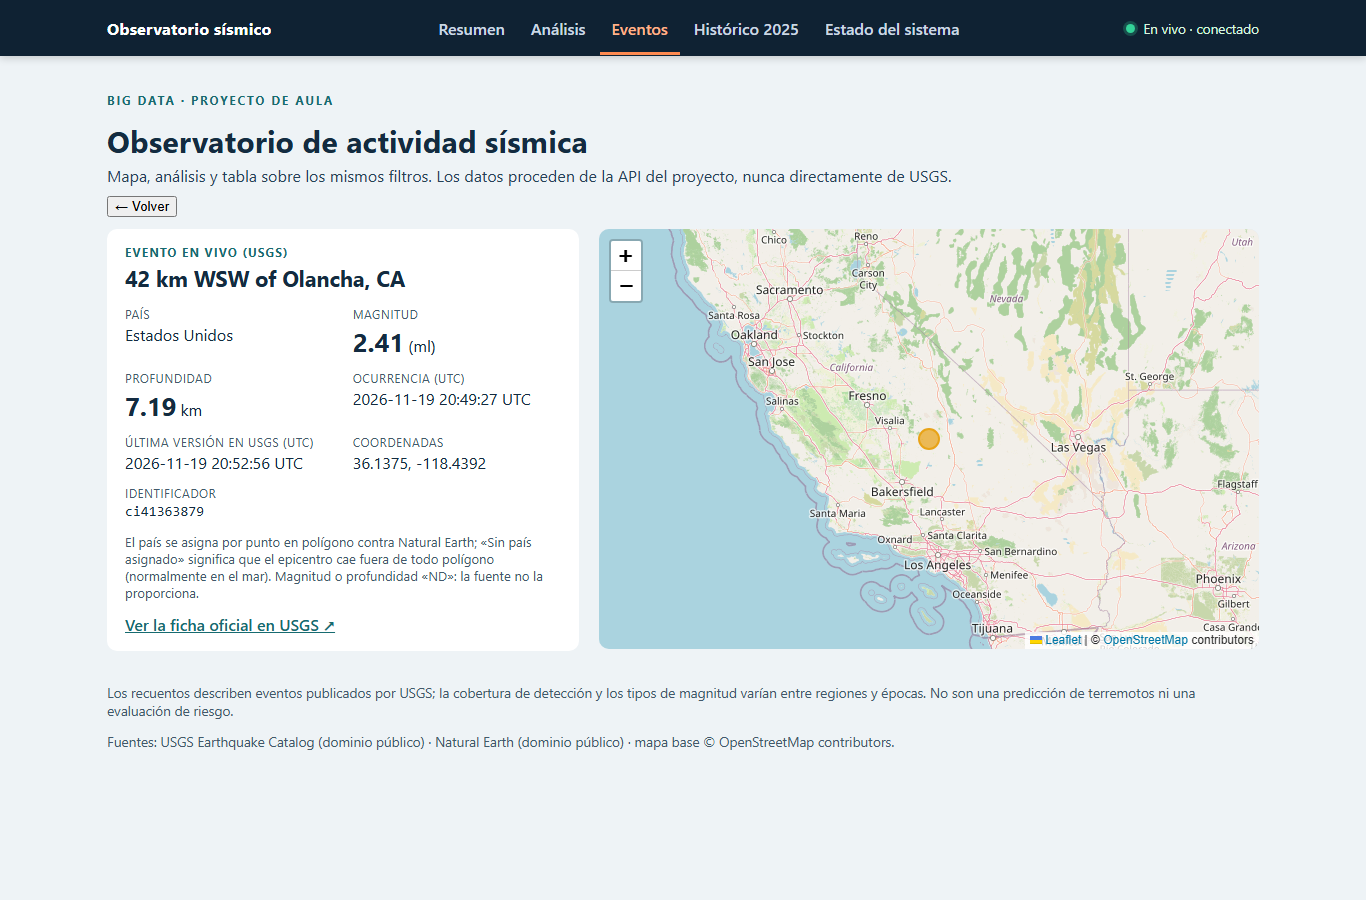 Observatorio sísmico
Resumen
Análisis
Eventos
Histórico 2025
Estado del sistema
En vivo · conectado
BIG DATA · PROYECTO DE AULA
Observatorio de actividad sísmica
Mapa, análisis y tabla sobre los mismos filtros. Los datos proceden de la API del proyecto, nunca directamente de USGS.
← Volver
EVENTO EN VIVO (USGS)
42 km WSW of Olancha, CA
PAÍS
Estados Unidos
MAGNITUD
2.41 (ml)
PROFUNDIDAD
7.19 km
OCURRENCIA (UTC)
2026-11-19 20:49:27 UTC
ÚLTIMA VERSIÓN EN USGS (UTC)
2026-11-19 20:52:56 UTC
COORDENADAS
36.1375, -118.4392
IDENTIFICADOR
ci41363879
El país se asigna por punto en polígono contra Natural Earth; «Sin país
asignado» significa que el epicentro cae fuera de todo polígono
(normalmente en el mar). Magnitud o profundidad «ND»: la fuente no la
proporciona.
Ver la ficha oficial en USGS ↗
+
−
Chico
Reno
Utah
Carson
City
Sacramento
Nevada
Santa Rosa
Oakland
Stockton
San Jose
California
St. George
Salinas
Fresno
Visalia
Las Vegas
Bakersfield
Flagstaff
Santa Maria
Lancaster
Oxnard
Santa Clarita
San Bernardino
Arizona
Los Angeles
Menifee
Phoenix
Oceanside
Gilbert
Tijuana
Casa Grande
Leaflet | © OpenStreetMap contributors
Los recuentos describen eventos publicados por USGS; la cobertura de detección y los tipos de magnitud varían entre regiones y épocas. No son una predicción de terremotos ni una
evaluación de riesgo.
Fuentes: USGS Earthquake Catalog (dominio público) · Natural Earth (dominio público) · mapa base © OpenStreetMap contributors.